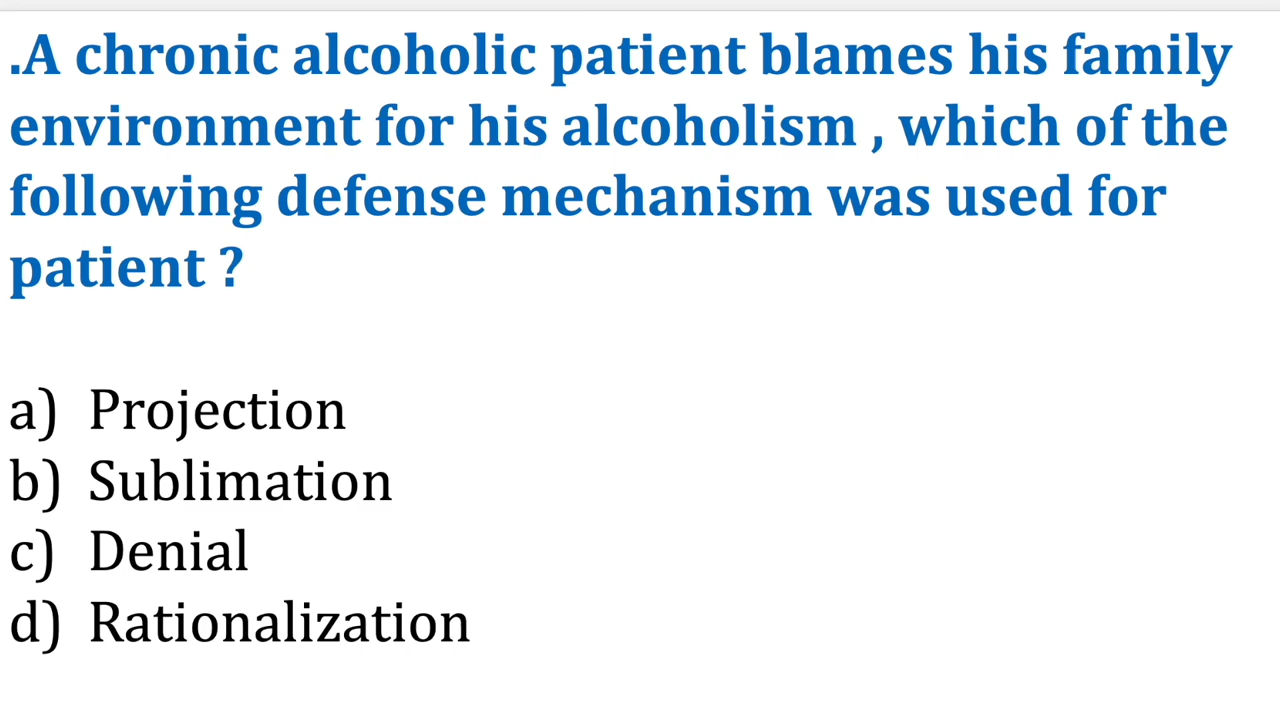 .A chronic alcoholic patient blames his family
environment for his alcoholism , which of the
following defense mechanism was used for
patient ?
a) Projection
b) Sublimation
c) Denial
d) Rationalization